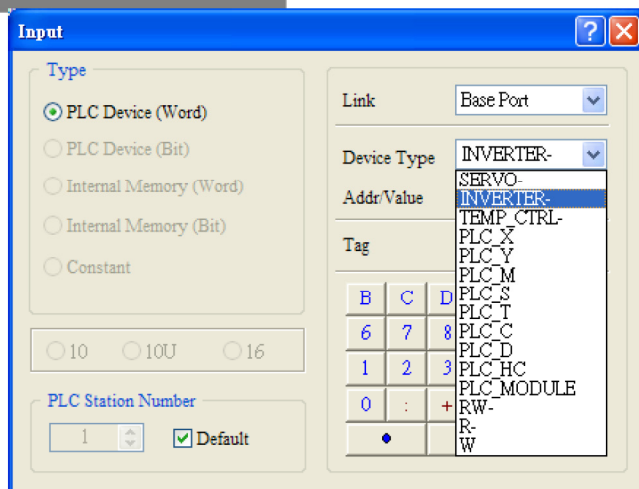 Input
Type
PLC Device (Word)
PLC Device (Bit)
Internal Memory (Word)
Internal Memory (Bit)
Constant
10 10U 16
PLC Station Number
1 Default
Link Base Port
Device Type INVERTER-
Addr/Value
Tag
SERVO-
INVERTER-
TEMP_CTRL-
PLC_X
PLC_Y
PLC_M
PLC_S
PLC_T
PLC_C
PLC_D
PLC_HC
PLC_MODULE
RW-
R-
W
B C D
6 7 8
1 2 3
0 : +